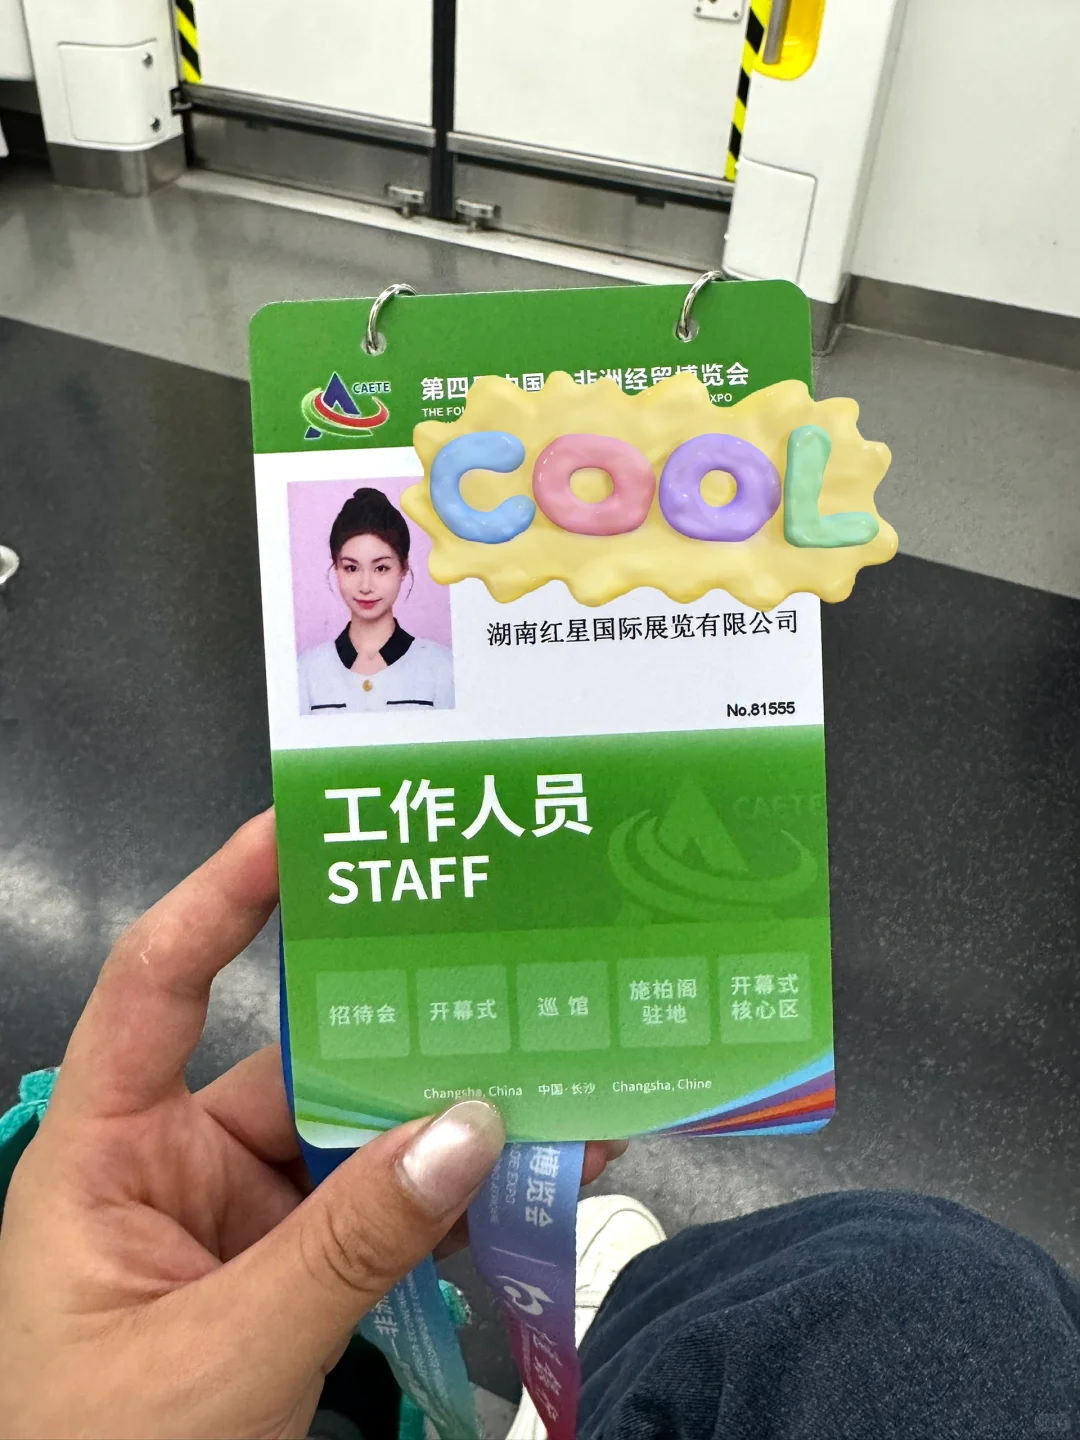 CAETE
第四届中国 非洲经贸博览会
THE FOU XPO
COOL
湖南红星国际展览有限公司
No.81555
工作人员
CAETE
STAFF
招待会
开幕式
巡 馆
施柏阁
驻地
开幕式
核心区
Changsha, China 中国·长沙 Changsha, Chine
博览会